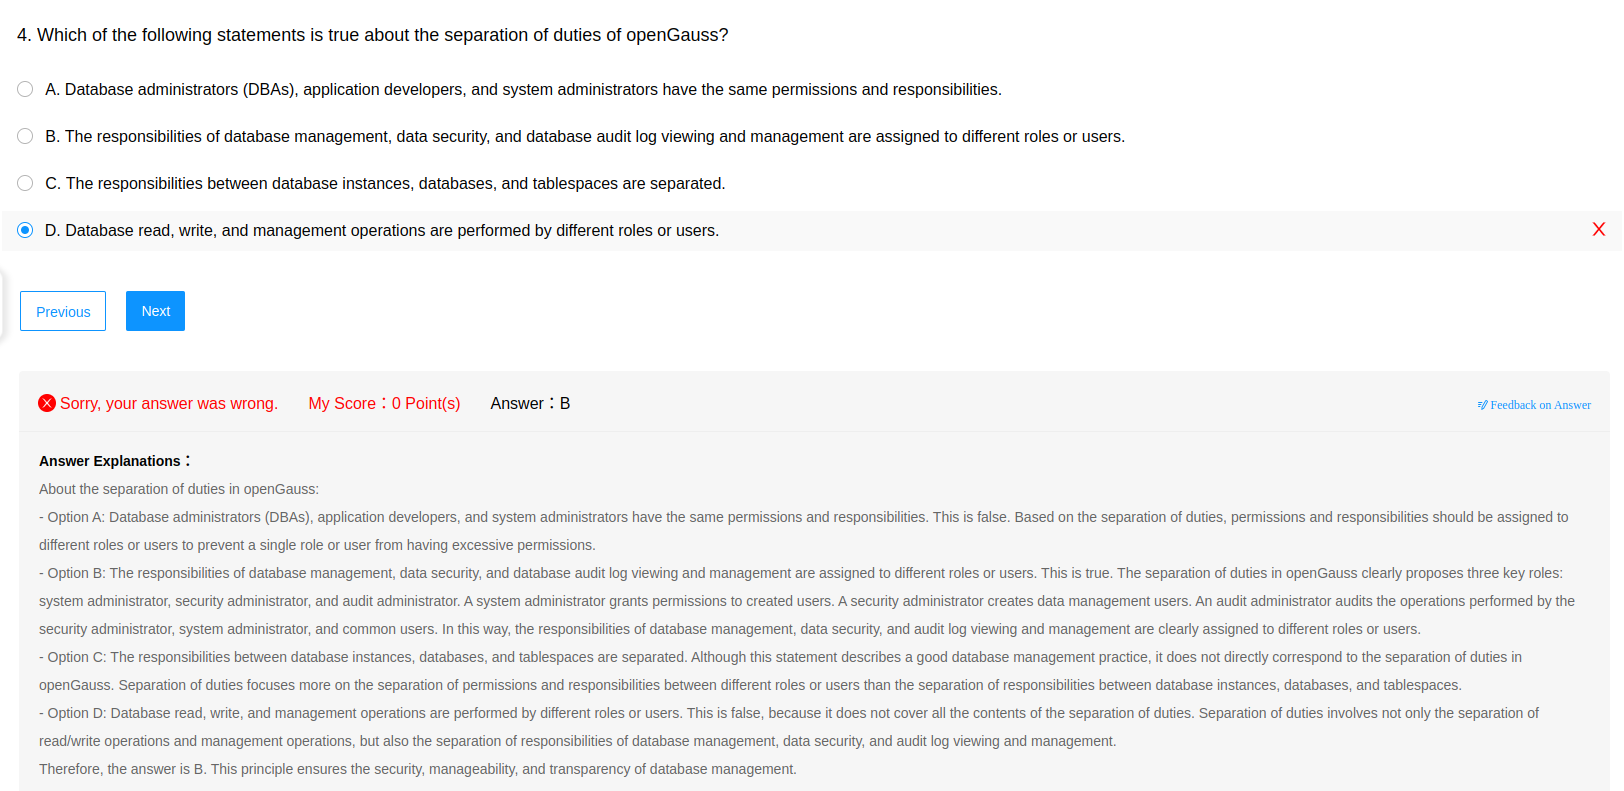 4. Which of the following statements is true about the separation of duties of openGauss?
A. Database administrators (DBAs), application developers, and system administrators have the same permissions and responsibilities.
B. The responsibilities of database management, data security, and database audit log viewing and management are assigned to different roles or users.
C. The responsibilities between database instances, databases, and tablespaces are separated.
D. Database read, write, and management operations are performed by different roles or users.
Previous Next
Sorry, your answer was wrong. My Score：0 Point(s) Answer：B Feedback on Answer
Answer Explanations：
About the separation of duties in openGauss:
- Option A: Database administrators (DBAs), application developers, and system administrators have the same permissions and responsibilities. This is false. Based on the separation of duties, permissions and responsibilities should be assigned to
different roles or users to prevent a single role or user from having excessive permissions.
- Option B: The responsibilities of database management, data security, and database audit log viewing and management are assigned to different roles or users. This is true. The separation of duties in openGauss clearly proposes three key roles:
system administrator, security administrator, and audit administrator. A system administrator grants permissions to created users. A security administrator creates data management users. An audit administrator audits the operations performed by the
security administrator, system administrator, and common users. In this way, the responsibilities of database management, data security, and audit log viewing and management are clearly assigned to different roles or users.
- Option C: The responsibilities between database instances, databases, and tablespaces are separated. Although this statement describes a good database management practice, it does not directly correspond to the separation of duties in
openGauss. Separation of duties focuses more on the separation of permissions and responsibilities between different roles or users than the separation of responsibilities between database instances, databases, and tablespaces.
- Option D: Database read, write, and management operations are performed by different roles or users. This is false, because it does not cover all the contents of the separation of duties. Separation of duties involves not only the separation of
read/write operations and management operations, but also the separation of responsibilities of database management, data security, and audit log viewing and management.
Therefore, the answer is B. This principle ensures the security, manageability, and transparency of database management.